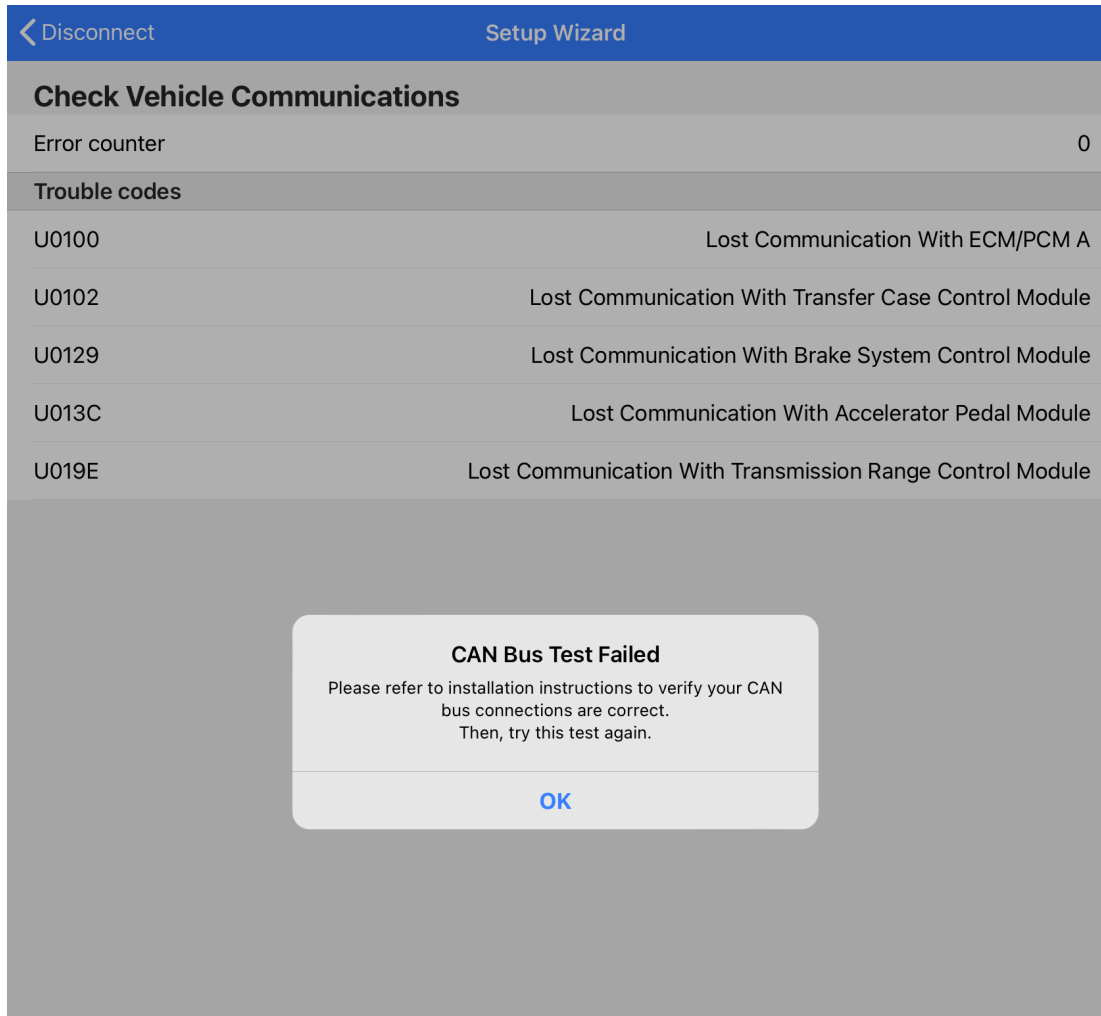 Disconnect
Setup Wizard
Check Vehicle Communications
Error counter 0
Trouble codes
U0100 Lost Communication With ECM/PCM A
U0102 Lost Communication With Transfer Case Control Module
U0129 Lost Communication With Brake System Control Module
U013C Lost Communication With Accelerator Pedal Module
U019E Lost Communication With Transmission Range Control Module
CAN Bus Test Failed
Please refer to installation instructions to verify your CAN
bus connections are correct.
Then, try this test again.
OK